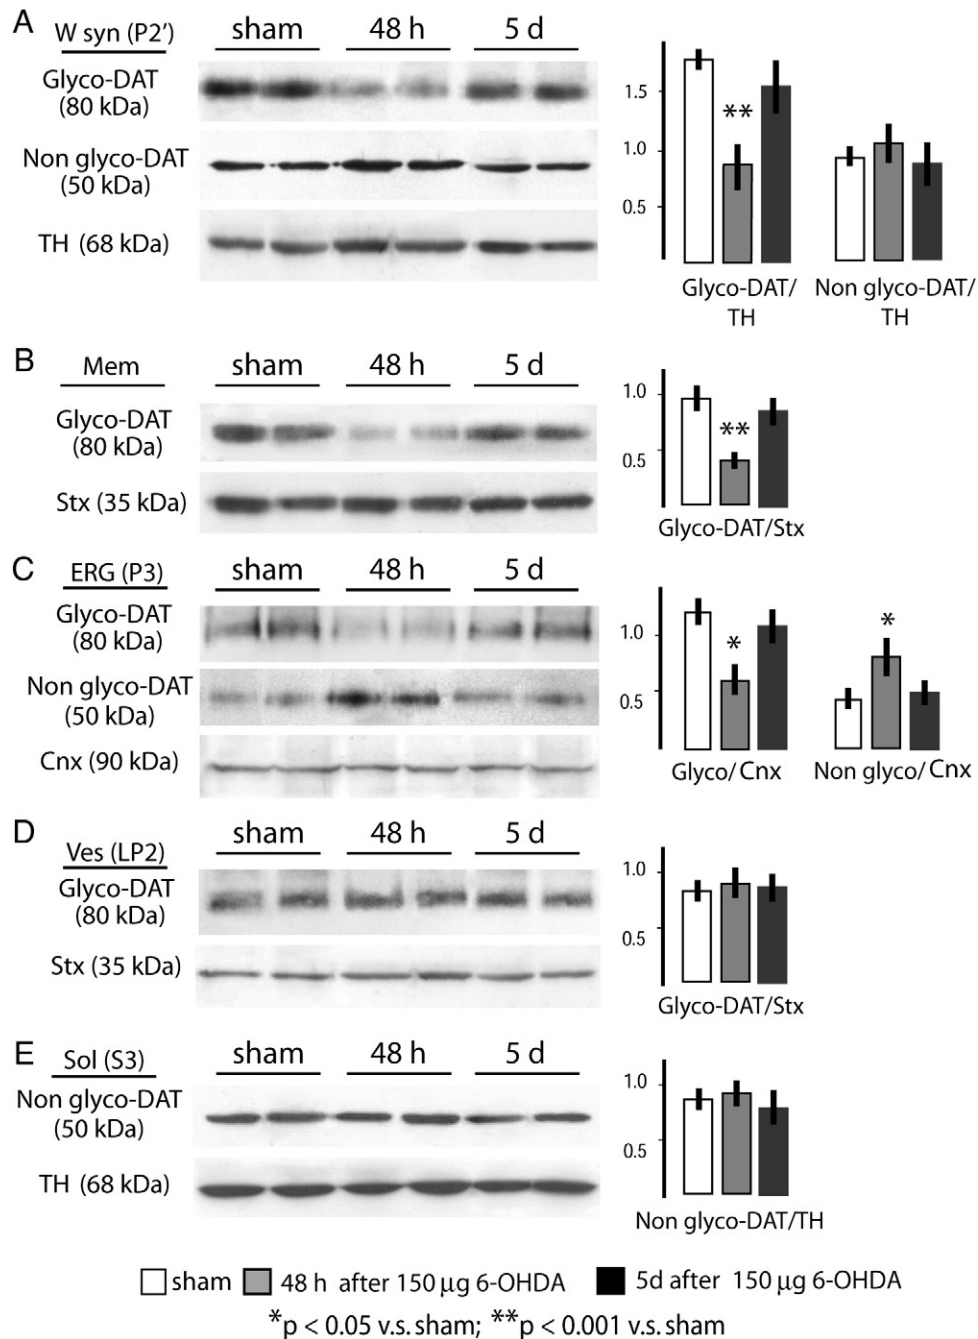 A
W syn (P2')
sham 48 h 5 d
Glyco-DAT
(80 kDa)
Non glyco-DAT
(50 kDa)
TH (68 kDa)
1.5
1.0
0.5
**
Glyco-DAT/
TH
Non glyco-DAT/
TH
B
Mem
sham 48 h 5 d
Glyco-DAT
(80 kDa)
Stx (35 kDa)
1.0
0.5
**
Glyco-DAT/Stx
C
ERG (P3)
sham 48 h 5 d
Glyco-DAT
(80 kDa)
Non glyco-DAT
(50 kDa)
Cnx (90 kDa)
1.0
0.5
*
*
Glyco/Cnx
Non glyco/Cnx
D
Ves (LP2)
sham 48 h 5 d
Glyco-DAT
(80 kDa)
Stx (35 kDa)
1.0
0.5
Glyco-DAT/Stx
E
Sol (S3)
sham 48 h 5 d
Non glyco-DAT
(50 kDa)
TH (68 kDa)
1.0
0.5
Non glyco-DAT/TH
sham 48 h after 150 µg 6-OHDA 5d after 150 µg 6-OHDA
*p < 0.05 v.s. sham; **p < 0.001 v.s. sham